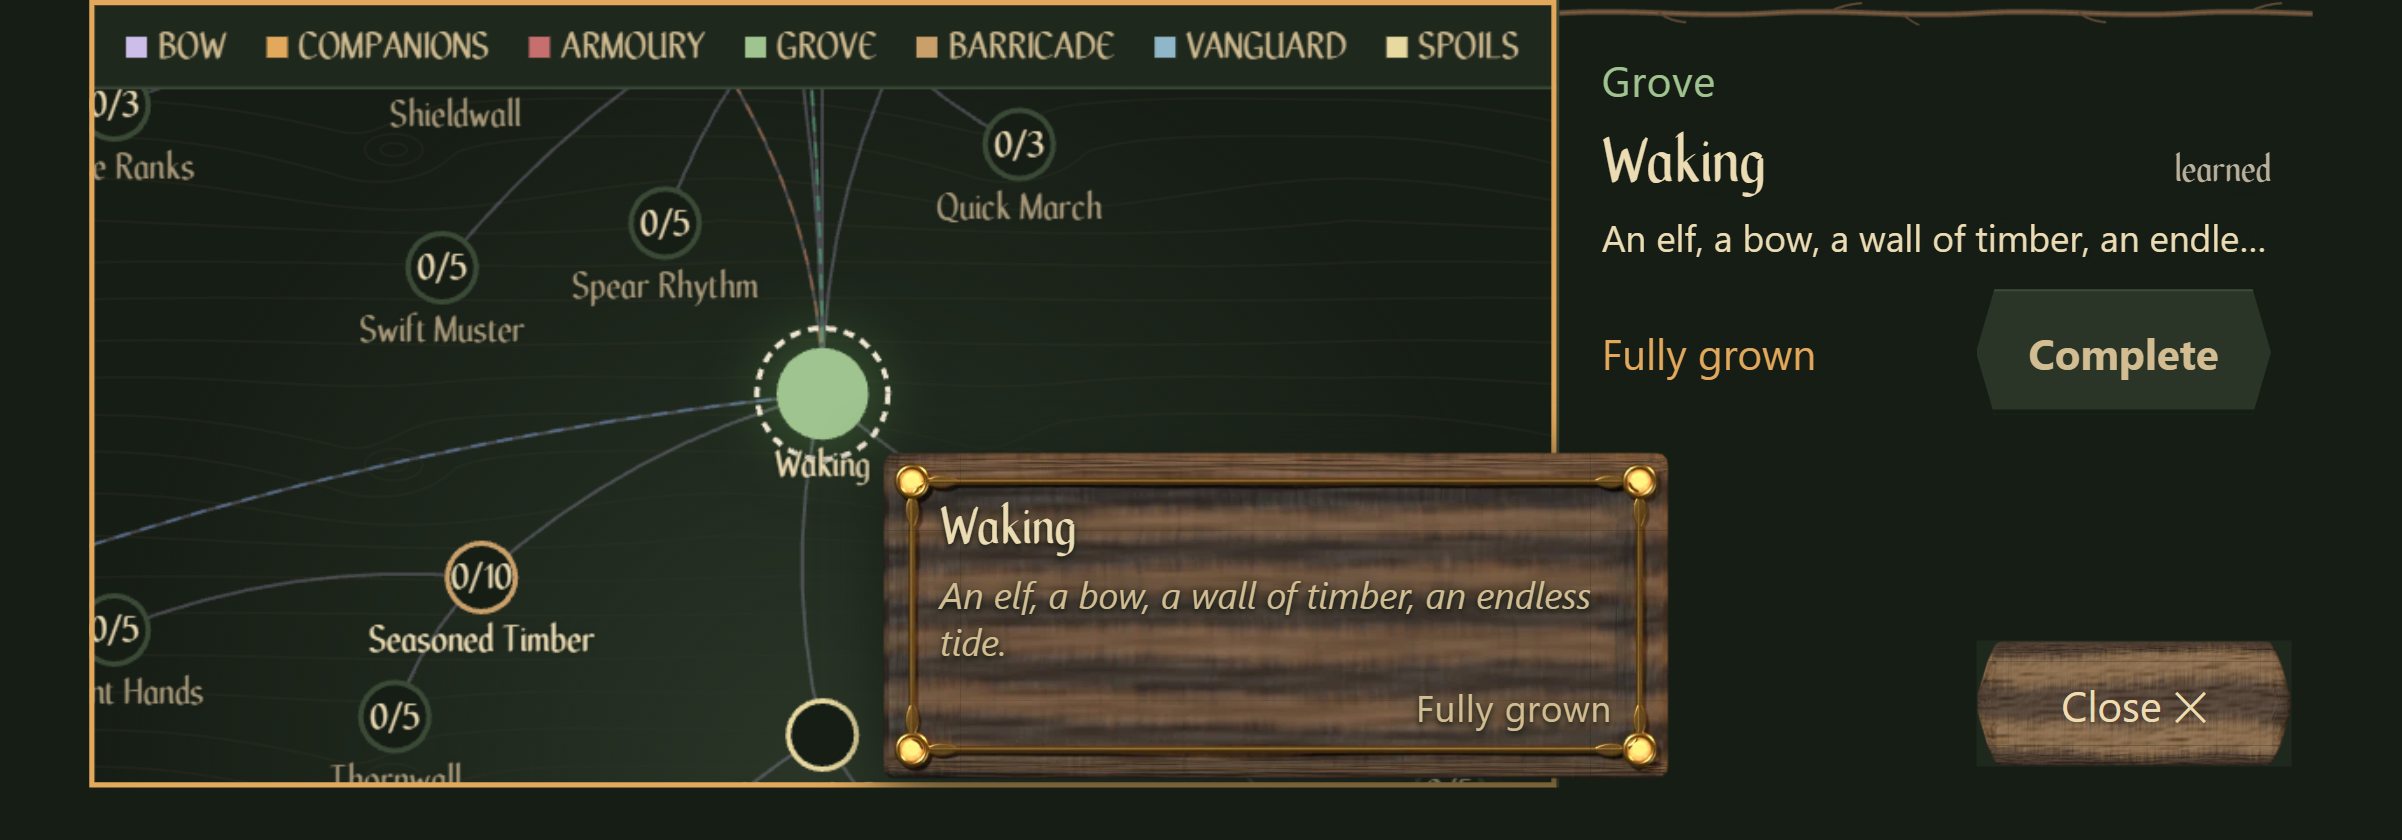 BOW COMPANIONS ARMOURY GROVE BARRICADE VANGUARD SPOILS
0/3
Shieldwall
e Ranks
0/3
Quick March
0/5
Spear Rhythm
0/5
Swift Muster
Waking
0/10
Seasoned Timber
0/5
nt Hands
0/5
Thornwall
Grove
Waking learned
An elf, a bow, a wall of timber, an endle...
Fully grown Complete
Waking
An elf, a bow, a wall of timber, an endless
tide.
Fully grown
Close ×